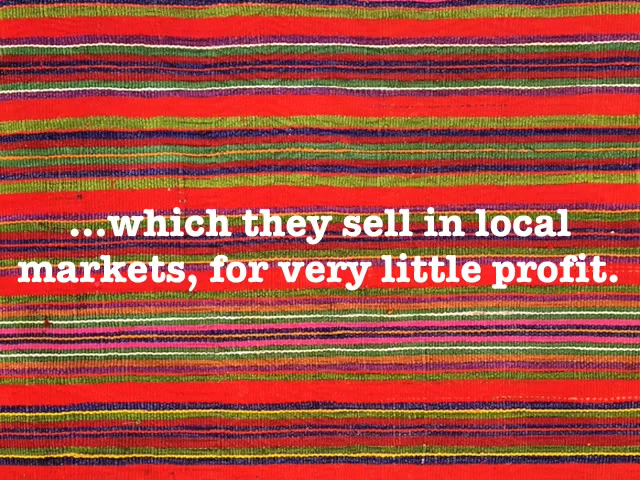 ...which they sell in local
markets, for very little profit.